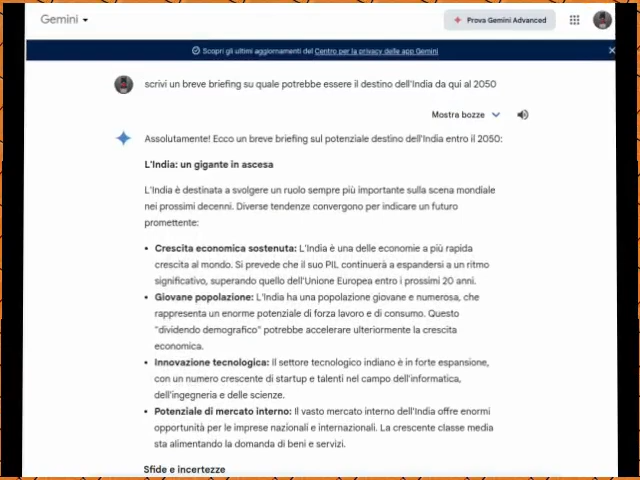 Gemini
Prova Gemini Advanced
Scopri gli ultimi aggiornamenti del Centro per la privacy delle app Gemini
scrivi un breve briefing su quale potrebbe essere il destino dell'India da qui al 2050
Mostra bozze
Assolutamente! Ecco un breve briefing sul potenziale destino dell'India entro il 2050:
L'India: un gigante in ascesa
L'India è destinata a svolgere un ruolo sempre più importante sulla scena mondiale
nei prossimi decenni. Diverse tendenze convergono per indicare un futuro
promettente:
• Crescita economica sostenuta: L'India è una delle economie a più rapida
crescita al mondo. Si prevede che il suo PIL continuerà a espandersi a un ritmo
significativo, superando quello dell'Unione Europea entro i prossimi 20 anni.
• Giovane popolazione: L'India ha una popolazione giovane e numerosa, che
rappresenta un enorme potenziale di forza lavoro e di consumo. Questo
"dividendo demografico" potrebbe accelerare ulteriormente la crescita
economica.
• Innovazione tecnologica: Il settore tecnologico indiano è in forte espansione,
con un numero crescente di startup e talenti nel campo dell'informatica,
dell'ingegneria e delle scienze.
• Potenziale di mercato interno: Il vasto mercato interno dell'India offre enormi
opportunità per le imprese nazionali e internazionali. La crescente classe media
sta alimentando la domanda di beni e servizi.
Sfide e incertezze